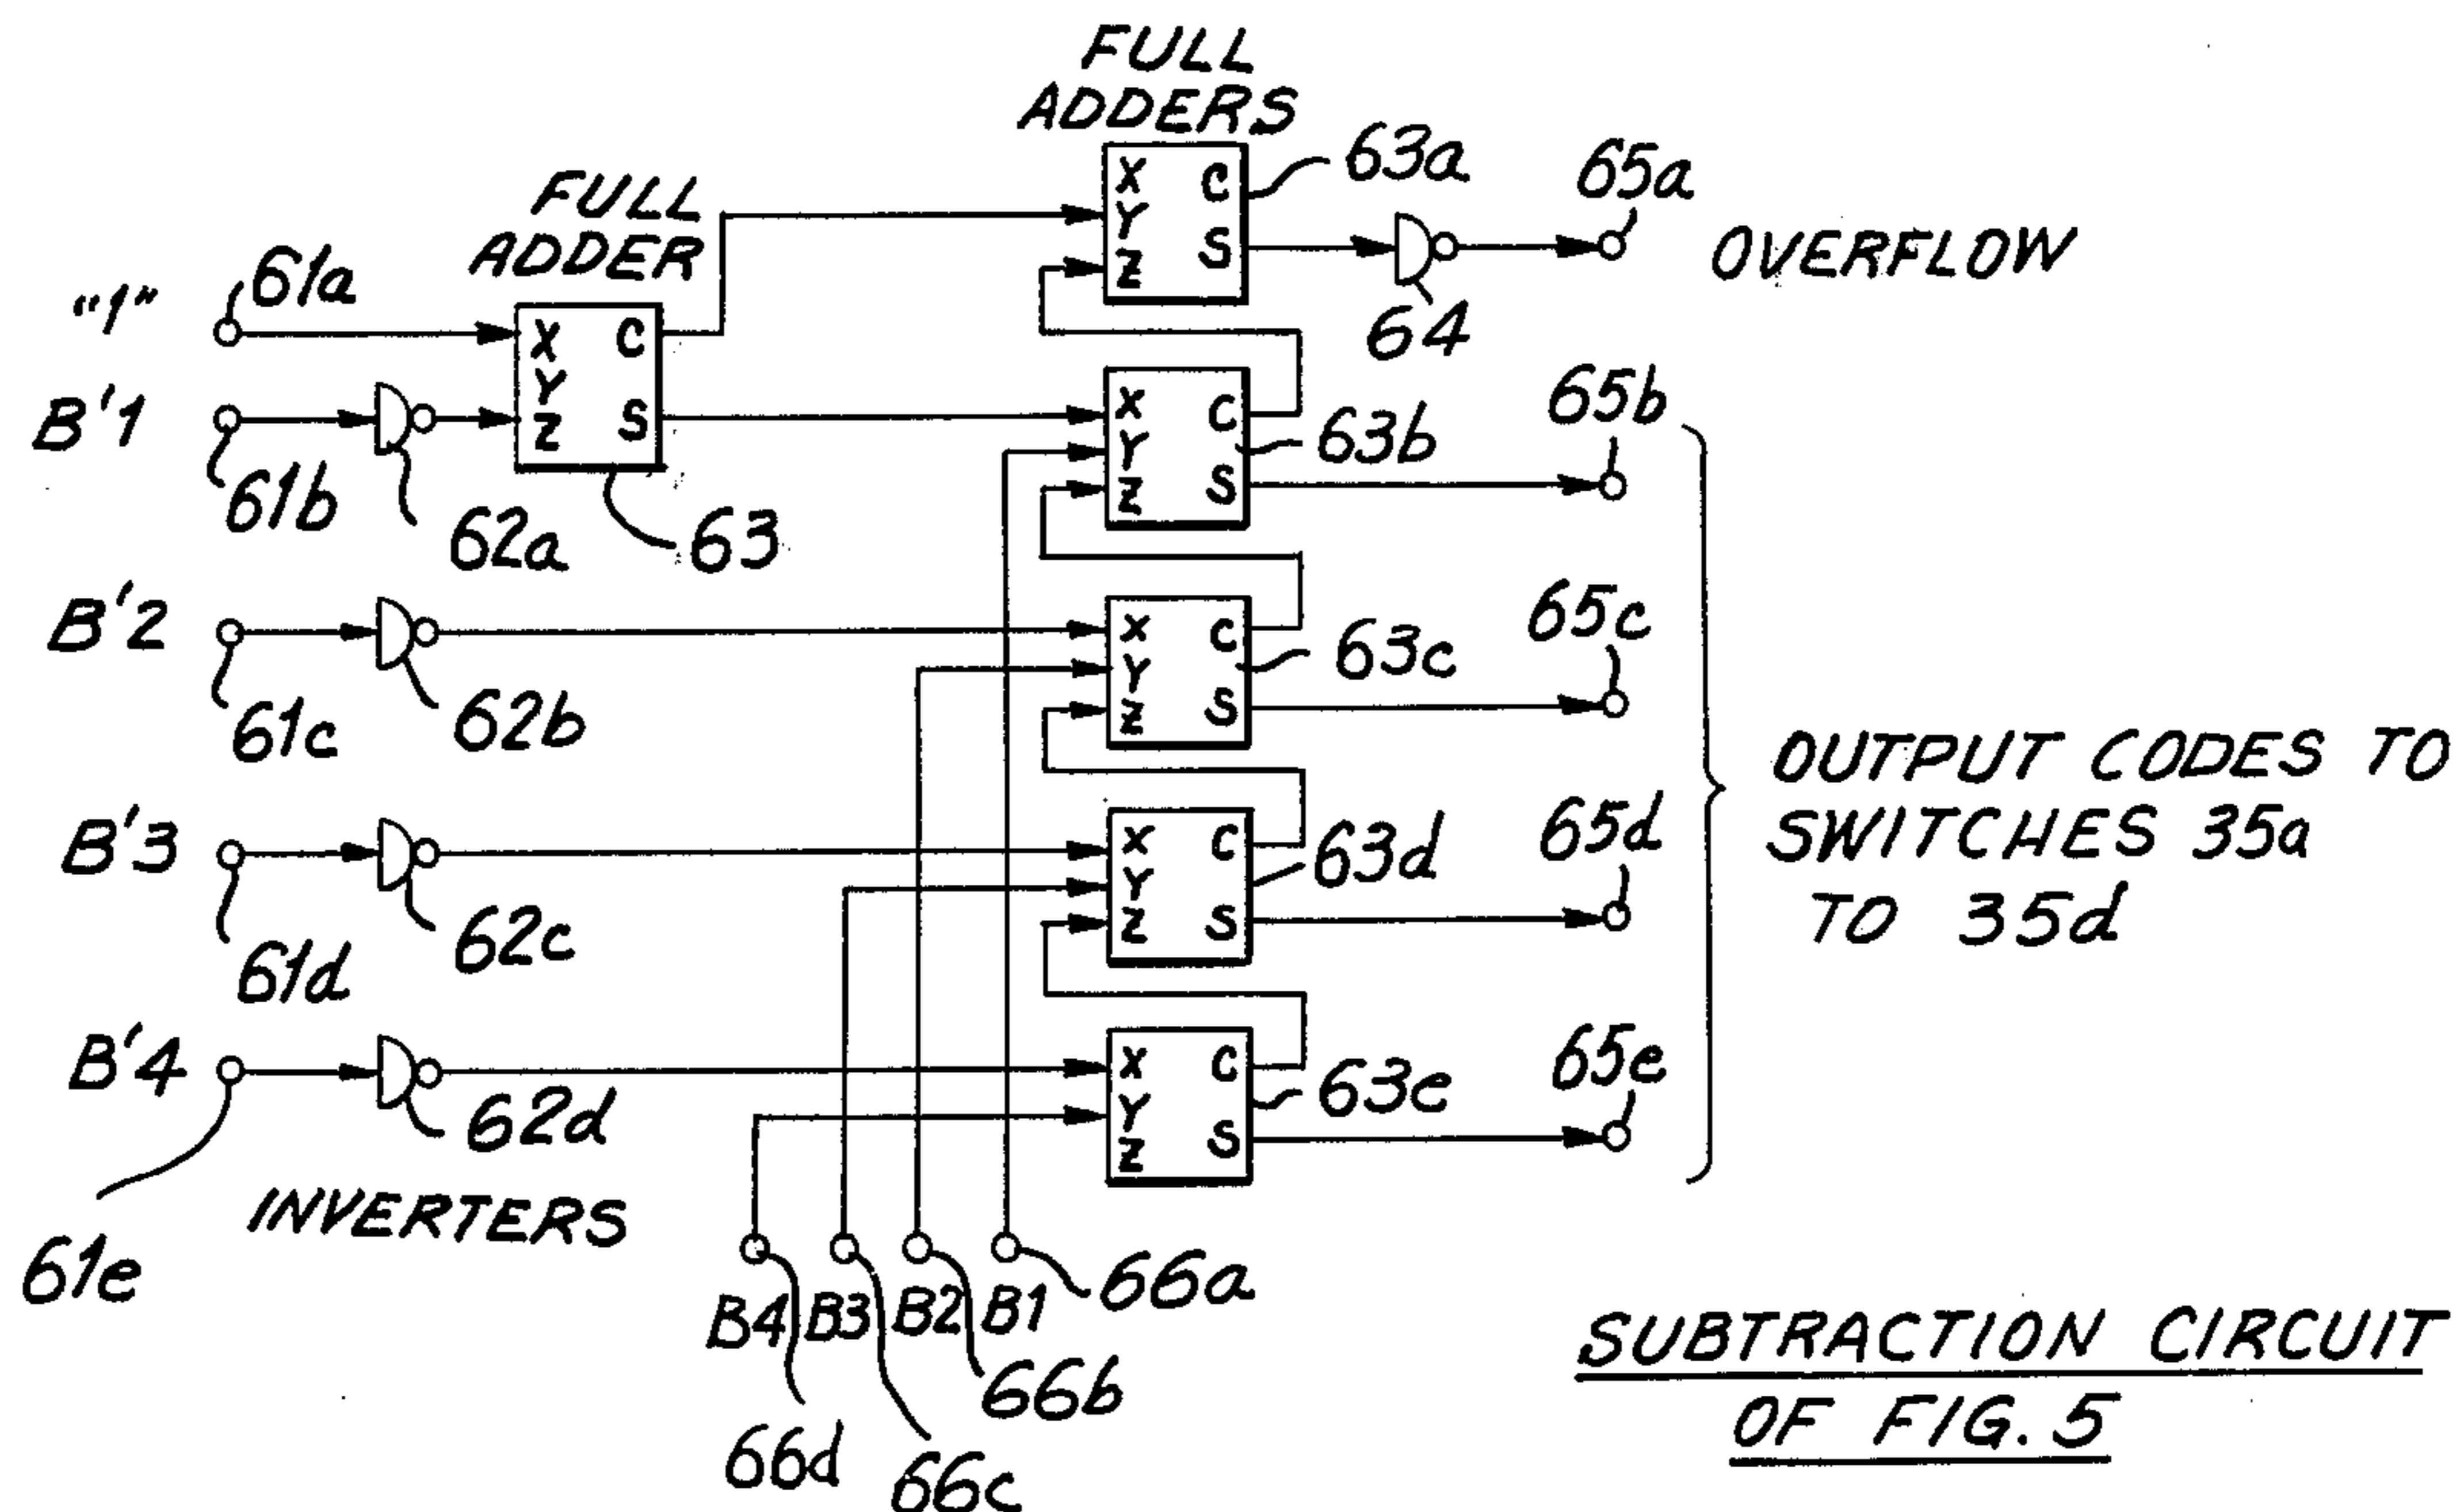 FULL
ADDERS
63a
65a
OVERFLOW
FULL
ADDER
61a
"1"
X C
Y
Z S
64
X C
Y
Z S
B'1
61b
62a
63
X C
Y
Z S
63b
65b
B'2
61c
62b
X C
Y
Z S
63c
65c
OUTPUT CODES TO
SWITCHES 35a
TO 35d
B'3
61d
62c
X C
Y
Z S
63d
65d
B'4
61e
62d
X C
Y
Z S
63e
65e
INVERTERS
B4 B3 B2 B1
66a
66b
66d
66c
SUBTRACTION CIRCUIT
OF FIG. 5